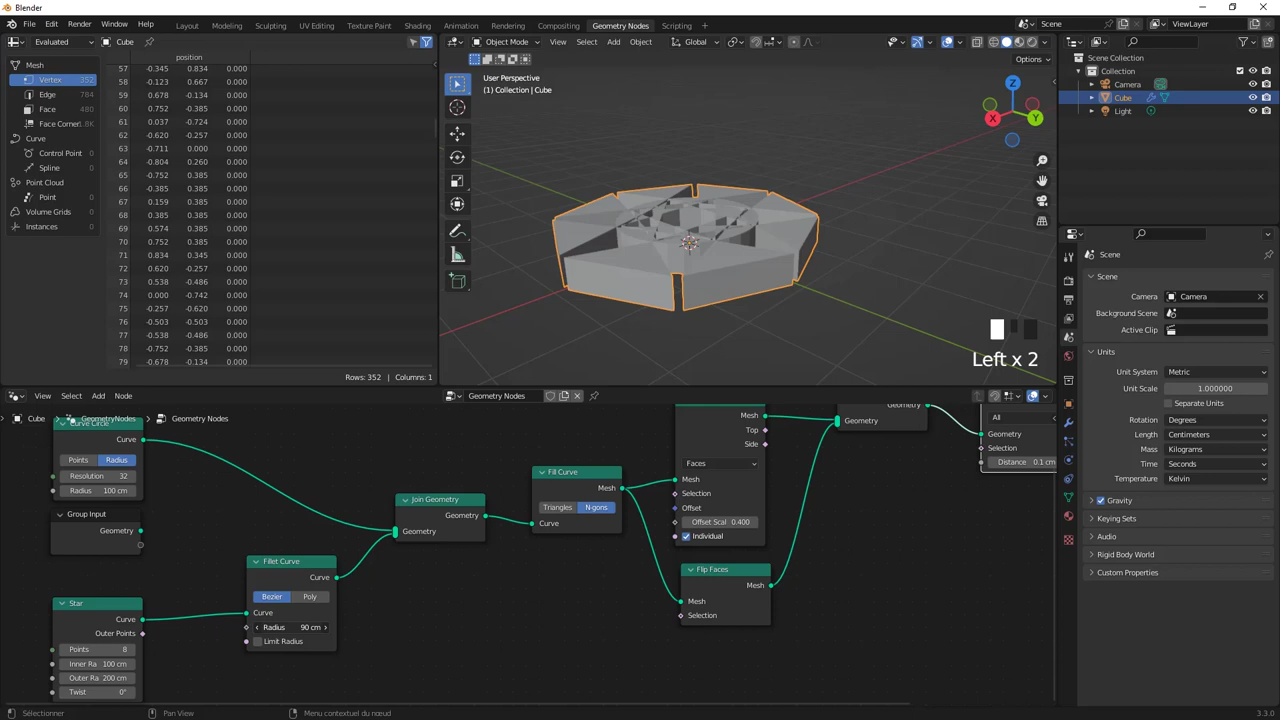 Blender
File Edit Render Window Help Layout Modeling Sculpting UV Editing Texture Paint Shading Animation Rendering Compositing Geometry Nodes Scripting Scene ViewLayer
Evaluated Cube
Object Mode View Select Add Object Global
Options
Mesh
Vertex 352
Edge 784
Face 480
Face Corner 1.8K
Curve
Control Point 0
Spline 0
Point Cloud
Point 0
Volume Grids 0
Instances 0
position
57 -0.345 0.834 0.000
58 -0.123 0.667 0.000
59 0.678 -0.134 0.000
60 0.752 -0.385 0.000
61 0.037 -0.724 0.000
62 -0.620 -0.257 0.000
63 -0.711 0.000 0.000
64 -0.804 0.260 0.000
65 -0.752 0.385 0.000
66 -0.385 0.385 0.000
67 0.159 0.385 0.000
68 0.385 0.385 0.000
69 0.574 0.385 0.000
70 0.752 0.385 0.000
71 0.834 0.345 0.000
72 0.620 -0.257 0.000
73 0.538 -0.486 0.000
74 0.000 -0.742 0.000
75 -0.257 -0.620 0.000
76 -0.503 -0.503 0.000
77 -0.538 -0.486 0.000
78 -0.752 -0.385 0.000
79 -0.678 -0.134 0.000
Rows: 352 | Columns: 1
User Perspective
(1) Collection | Cube
Z
X
Y
Left x 2
Scene Collection
Collection
Camera
Cube
Light
Scene
Scene
Camera Camera
Background Scene
Active Clip
Units
Unit System Metric
Unit Scale 1.000000
Separate Units
Rotation Degrees
Length Centimeters
Mass Kilograms
Time Seconds
Temperature Kelvin
Gravity
Keying Sets
Audio
Rigid Body World
Custom Properties
View Select Add Node Geometry Nodes
Cube GeometryNodes Geometry Nodes
Curve Circle
Curve
Points Radius
Resolution 32
Radius 100 cm
Group Input
Geometry
Star
Curve
Outer Points
Points 8
Inner Ra 100 cm
Outer Ra 200 cm
Twist 0°
Fillet Curve
Curve
Bezier Poly
Curve
Radius 90 cm
Limit Radius
Join Geometry
Geometry
Geometry
Fill Curve
Mesh
Triangles N-gons
Curve
Mesh
Top
Side
Faces
Mesh
Selection
Offset
Offset Scal 0.400
Individual
Flip Faces
Mesh
Mesh
Selection
Geometry
Geometry
All
Geometry
Selection
Distance 0.1 cm
Sélectionner Pan View Menu contextuel du nœud 3.3.0